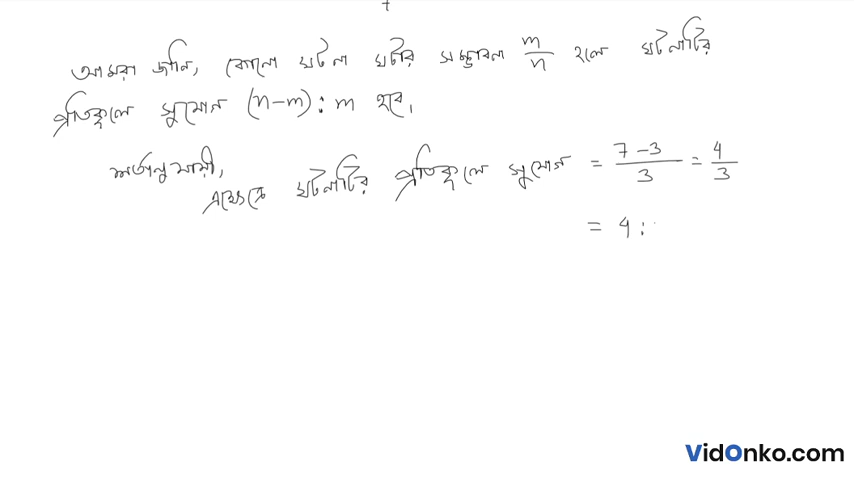 আমরা জানি, কোনো ঘটনা ঘটার সম্ভাবনা m/n হলে ঘটনাটির
প্রতিকূলে সুযোগ (n-m) : m হবে।
শর্তানুযায়ী,
এক্ষেত্রে ঘটনাটির প্রতিকূলে সুযোগ = 7-3/3 = 4/3
= 4 :
VidOnko.com